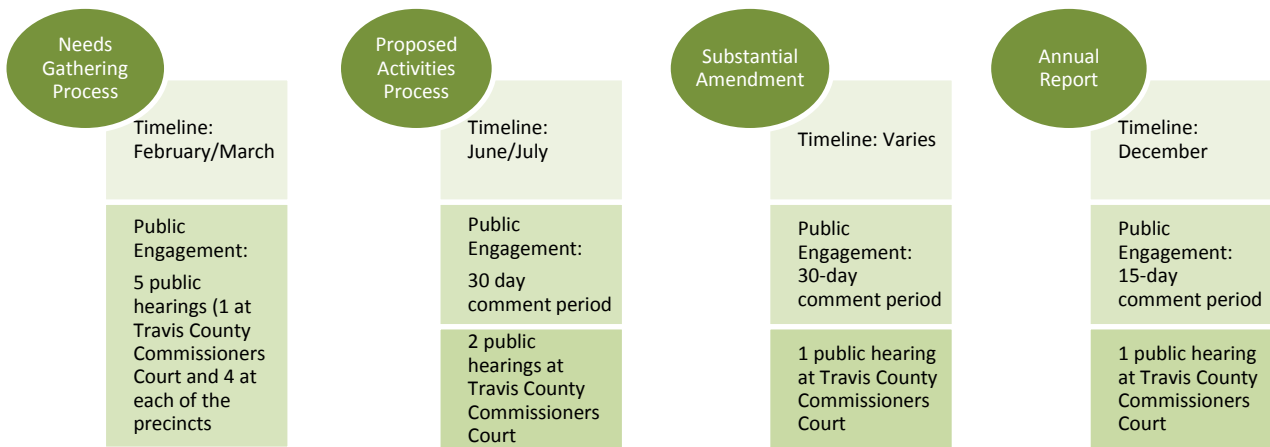 Needs
Gathering
Process
Timeline:
February/March
Public
Engagement:
5 public
hearings (1 at
Travis County
Commissioners
Court and 4 at
each of the
precincts
Proposed
Activities
Process
Timeline:
June/July
Public
Engagement:
30 day
comment period
2 public
hearings at
Travis County
Commissioners
Court
Substantial
Amendment
Timeline: Varies
Public
Engagement:
30-day
comment period
1 public hearing
at Travis County
Commissioners
Court
Annual
Report
Timeline:
December
Public
Engagement:
15-day
comment period
1 public hearing
at Travis County
Commissioners
Court